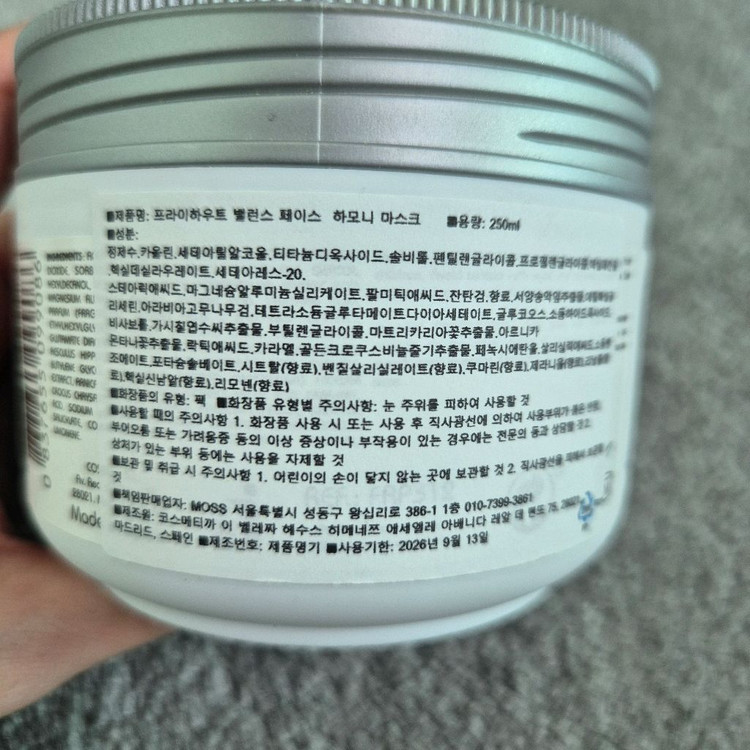 ■제품명: 프라이하우트 밸런스 페이스 하모니 마스크 ■용량: 250ml
■성분:
정제수.카올린.세테아릴알코올.티타늄디옥사이드.솔비톨.펜틸렌글라이콜.프로필렌글라이콜
헥실데실라우레이트.세테아레스-20.
스테아릭애씨드.마그네슘알루미늄실리케이트.팔미틱애씨드.잔탄검.향료.서양송악잎추출물
리세린.아라비아고무나무검.테트라소듐글루타메이트다이아세테이트.글루코오스.소듐하이드록사이드.
비사보롤.가시칠엽수씨추출물.부틸렌글라이콜.마트리카리아꽃추출물.아르니카
몬타나꽃추출물.락틱애씨드.카라멜.골든크로쿠스비늘줄기추출물.페녹시에탄올.살리실릭애씨드.소듐
조메이트.포타슘솔베이트.시트랄(향료).벤질살리실레이트(향료).쿠마린(향료).제라니올(향료).
료).헥실신남알(향료).리모넨(향료)
■화장품의 유형: 팩 ■화장품 유형별 주의사항: 눈 주위를 피하여 사용할 것
■사용할 때의 주의사항 1. 화장품 사용 시 또는 사용 후 직사광선에 의하여 사용부위가 붉은 반점,
부어오름 또는 가려움증 등의 이상 증상이나 부작용이 있는 경우에는 전문의 등과 상담할 것 2.
상처가 있는 부위 등에는 사용을 자제할 것
■보관 및 취급 시 주의사항 1. 어린이의 손이 닿지 않는 곳에 보관할 것 2. 직사광선을 피해서 보관할
것
■책임판매업자: MOSS 서울특별시 성동구 왕십리로 386-1 1층 010-7399-3861
■제조원: 코스메티까 이 벨레짜 헤수스 히메네쯔 에세엘레 아베니다 레알 데 핀또 75,
마드리드, 스페인 ■제조번호: 제품명기 ■사용기한: 2026년 9월 13일
INGREDIENTS:
Made